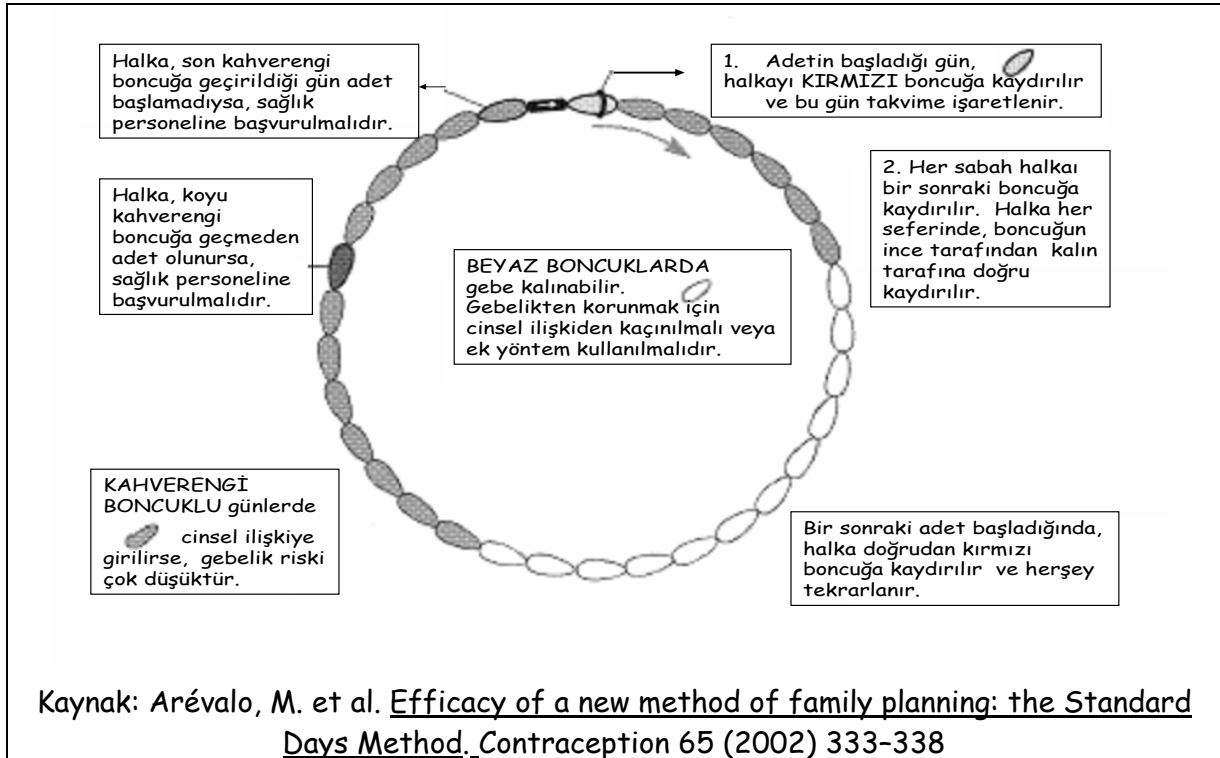 Halka, son kahverengi
boncuğa geçirildiği gün adet
başlamadıysa, sağlık
personeline başvurulmalıdır.
1. Adetin başladığı gün,
halkayı KIRMIZI boncuğa kaydırılır
ve bu gün takvime işaretlenir.
Halka, koyu
kahverengi
boncuğa geçmeden
adet olunursa,
sağlık personeline
başvurulmalıdır.
2. Her sabah halkaı
bir sonraki boncuğa
kaydırılır. Halka her
seferinde, boncuğun
ince tarafından kalın
tarafına doğru
kaydırılır.
BEYAZ BONCUKLARDA
gebe kalınabilir.
Gebelikten korunmak için
cinsel ilişkiden kaçınılmalı veya
ek yöntem kullanılmalıdır.
KAHVERENGİ
BONCUKLU günlerde
cinsel ilişkiye
girilirse, gebelik riski
çok düşüktür.
Bir sonraki adet başladığında,
halka doğrudan kırmızı
boncuğa kaydırılır ve herşey
tekrarlanır.
Kaynak: Arévalo, M. et al. Efficacy of a new method of family planning: the Standard
Days Method. Contraception 65 (2002) 333–338